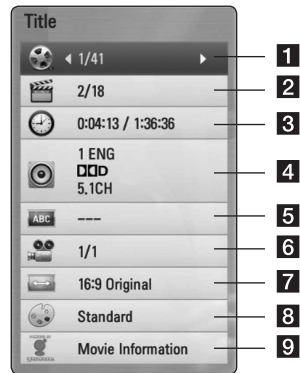 Title
1/41 1
2/18 2
0:04:13 / 1:36:36 3
1 ENG
DDD
5.1CH 4
ABC --- 5
1/1 6
16:9 Original 7
Standard 8
Movie Information 9